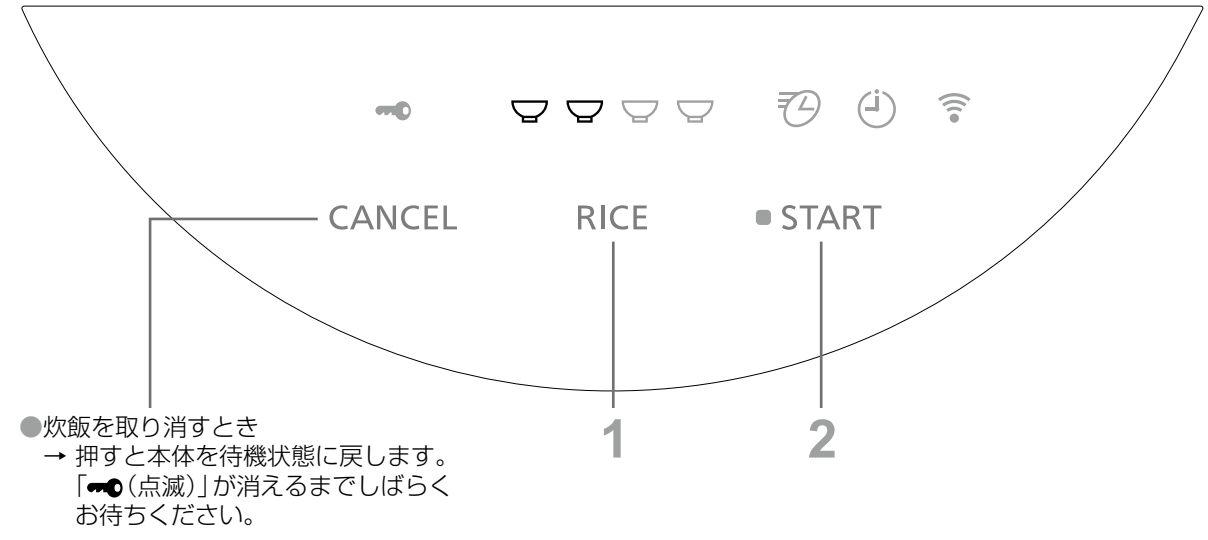 CANCEL
RICE
START
1
2
●炊飯を取り消すとき
→ 押すと本体を待機状態に戻します。
「(点滅)」が消えるまでしばらく
お待ちください。